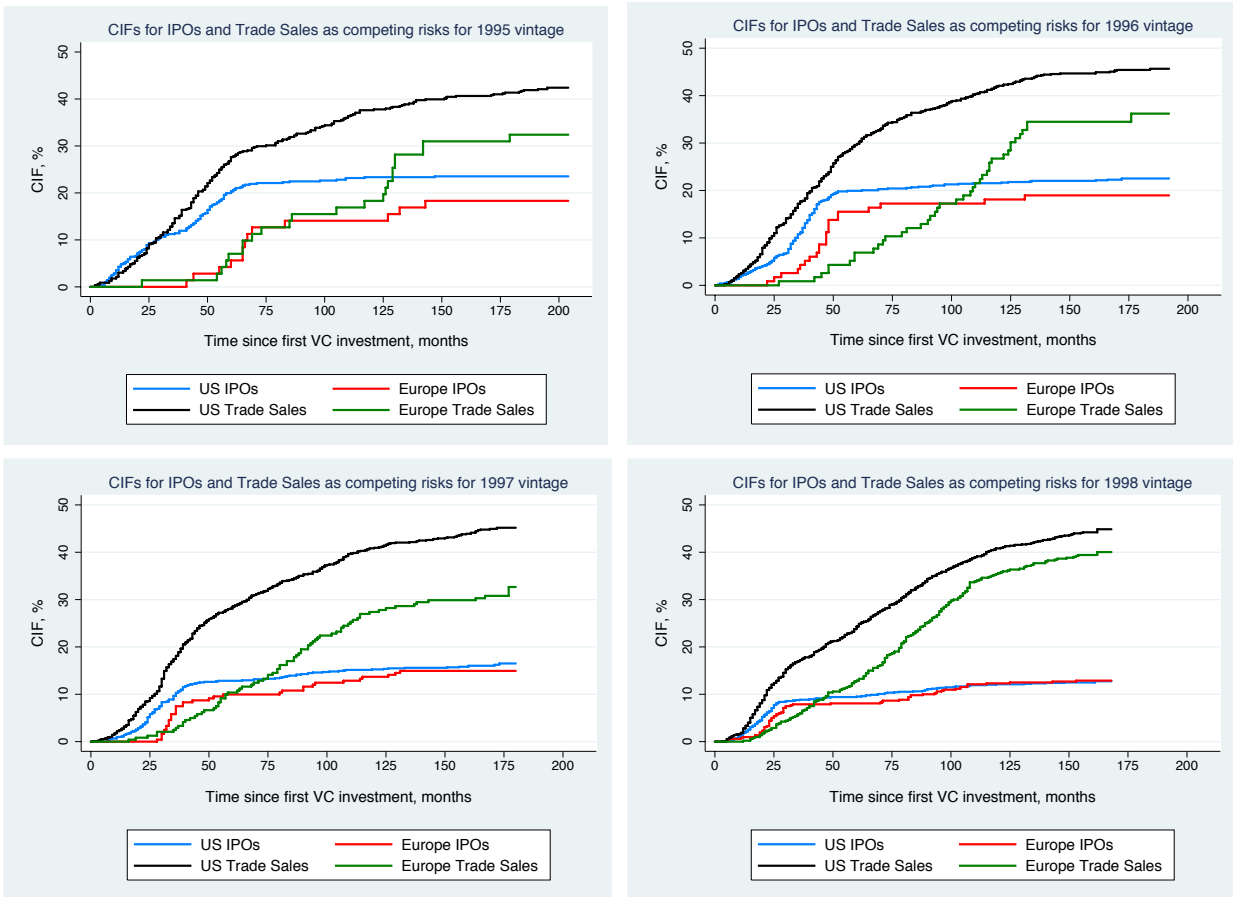 CIFs for IPOs and Trade Sales as competing risks for 1995 vintage
50
40
30
20
10
0
CIF, %
0 25 50 75 100 125 150 175 200
Time since first VC investment, months
US IPOs Europe IPOs
US Trade Sales Europe Trade Sales
CIFs for IPOs and Trade Sales as competing risks for 1996 vintage
50
40
30
20
10
0
CIF, %
0 25 50 75 100 125 150 175 200
Time since first VC investment, months
US IPOs Europe IPOs
US Trade Sales Europe Trade Sales
CIFs for IPOs and Trade Sales as competing risks for 1997 vintage
50
40
30
20
10
0
CIF, %
0 25 50 75 100 125 150 175 200
Time since first VC investment, months
US IPOs Europe IPOs
US Trade Sales Europe Trade Sales
CIFs for IPOs and Trade Sales as competing risks for 1998 vintage
50
40
30
20
10
0
CIF, %
0 25 50 75 100 125 150 175 200
Time since first VC investment, months
US IPOs Europe IPOs
US Trade Sales Europe Trade Sales